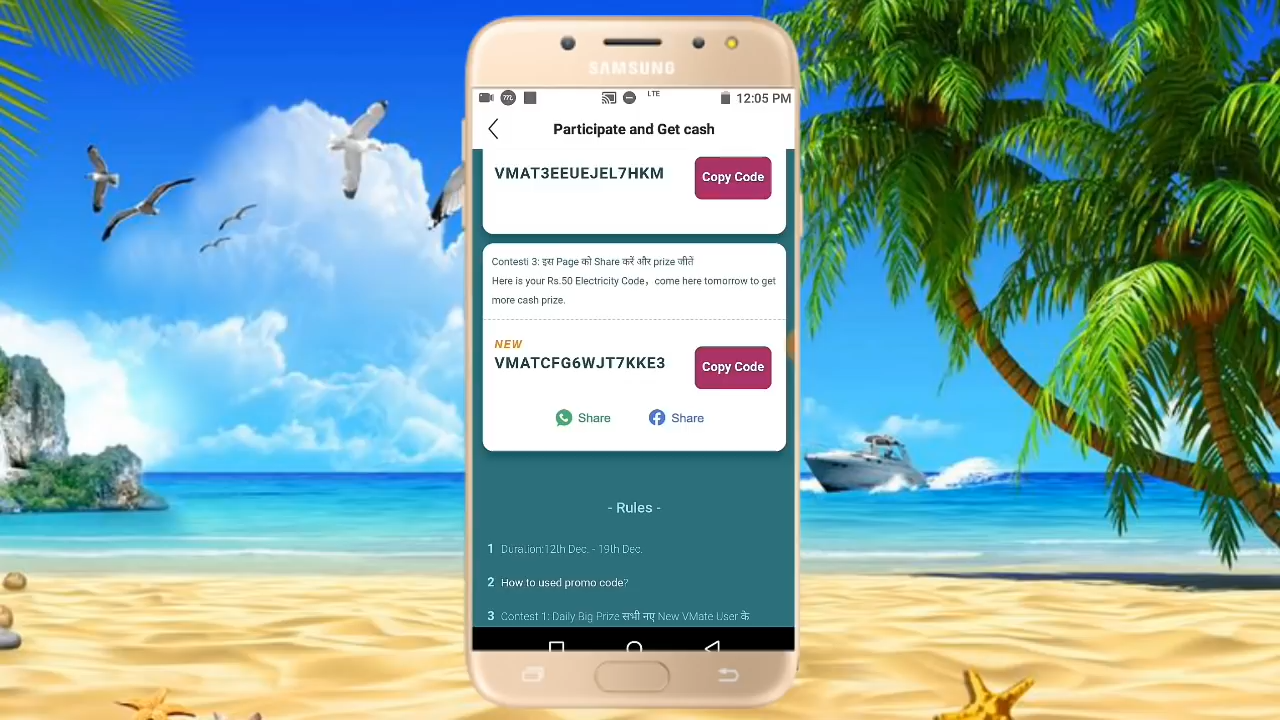 SAMSUNG
LTE
12:05 PM
Participate and Get cash
VMAT3EEUEJEL7HKM
Copy Code
Contesti 3: इस Page को Share करें और prize जीतें
Here is your Rs.50 Electricity Code，come here tomorrow to get
more cash prize.
NEW
VMATCFG6WJT7KKE3
Copy Code
Share
Share
- Rules -
1 Duration:12th Dec. - 19th Dec.
2 How to used promo code?
3 Contest 1: Daily Big Prize सभी नए New VMate User के